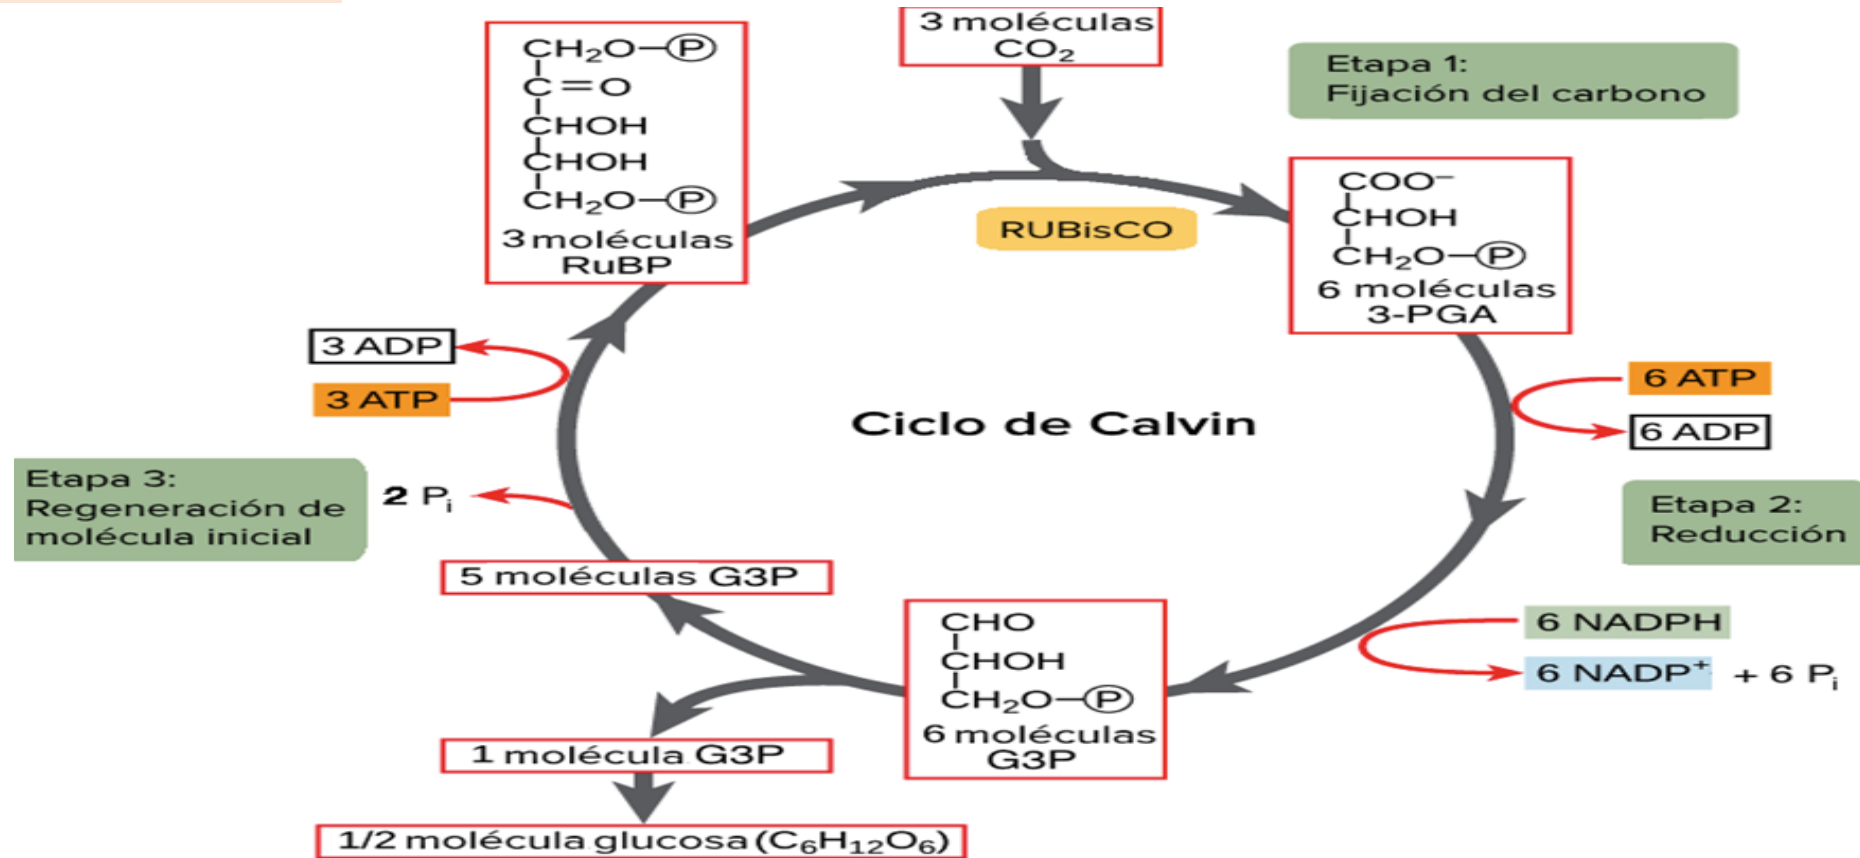 3 moléculas
CO₂
Etapa 1:
Fijación del carbono
CH₂O—P
C=O
CHOH
CHOH
CH₂O—P
3 moléculas
RuBP
RUBisCO
COO⁻
CHOH
CH₂O—P
6 moléculas
3-PGA
3 ADP
3 ATP
Ciclo de Calvin
6 ATP
6 ADP
Etapa 3:
Regeneración de
molécula inicial
2 Pᵢ
Etapa 2:
Reducción
5 moléculas G3P
6 NADPH
6 NADP⁺ + 6 Pᵢ
CHO
CHOH
CH₂O—P
6 moléculas
G3P
1 molécula G3P
1/2 molécula glucosa (C₆H₁₂O₆)